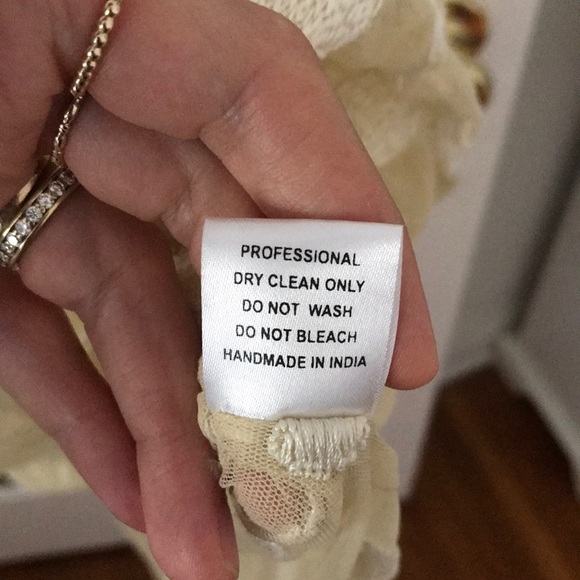 PROFESSIONAL
DRY CLEAN ONLY
DO NOT WASH
DO NOT BLEACH
HANDMADE IN INDIA